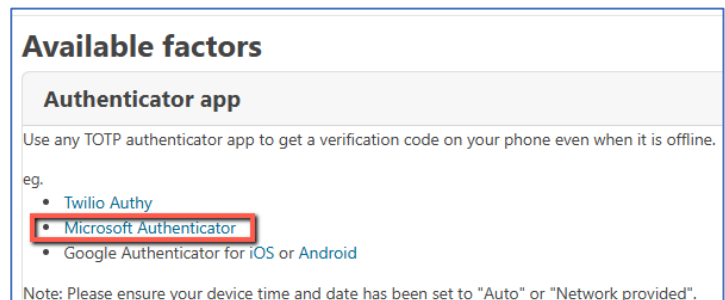 Available factors
Authenticator app
Use any TOTP authenticator app to get a verification code on your phone even when it is offline.
eg.
• Twilio Authy
• Microsoft Authenticator
• Google Authenticator for iOS or Android
Note: Please ensure your device time and date has been set to "Auto" or "Network provided".